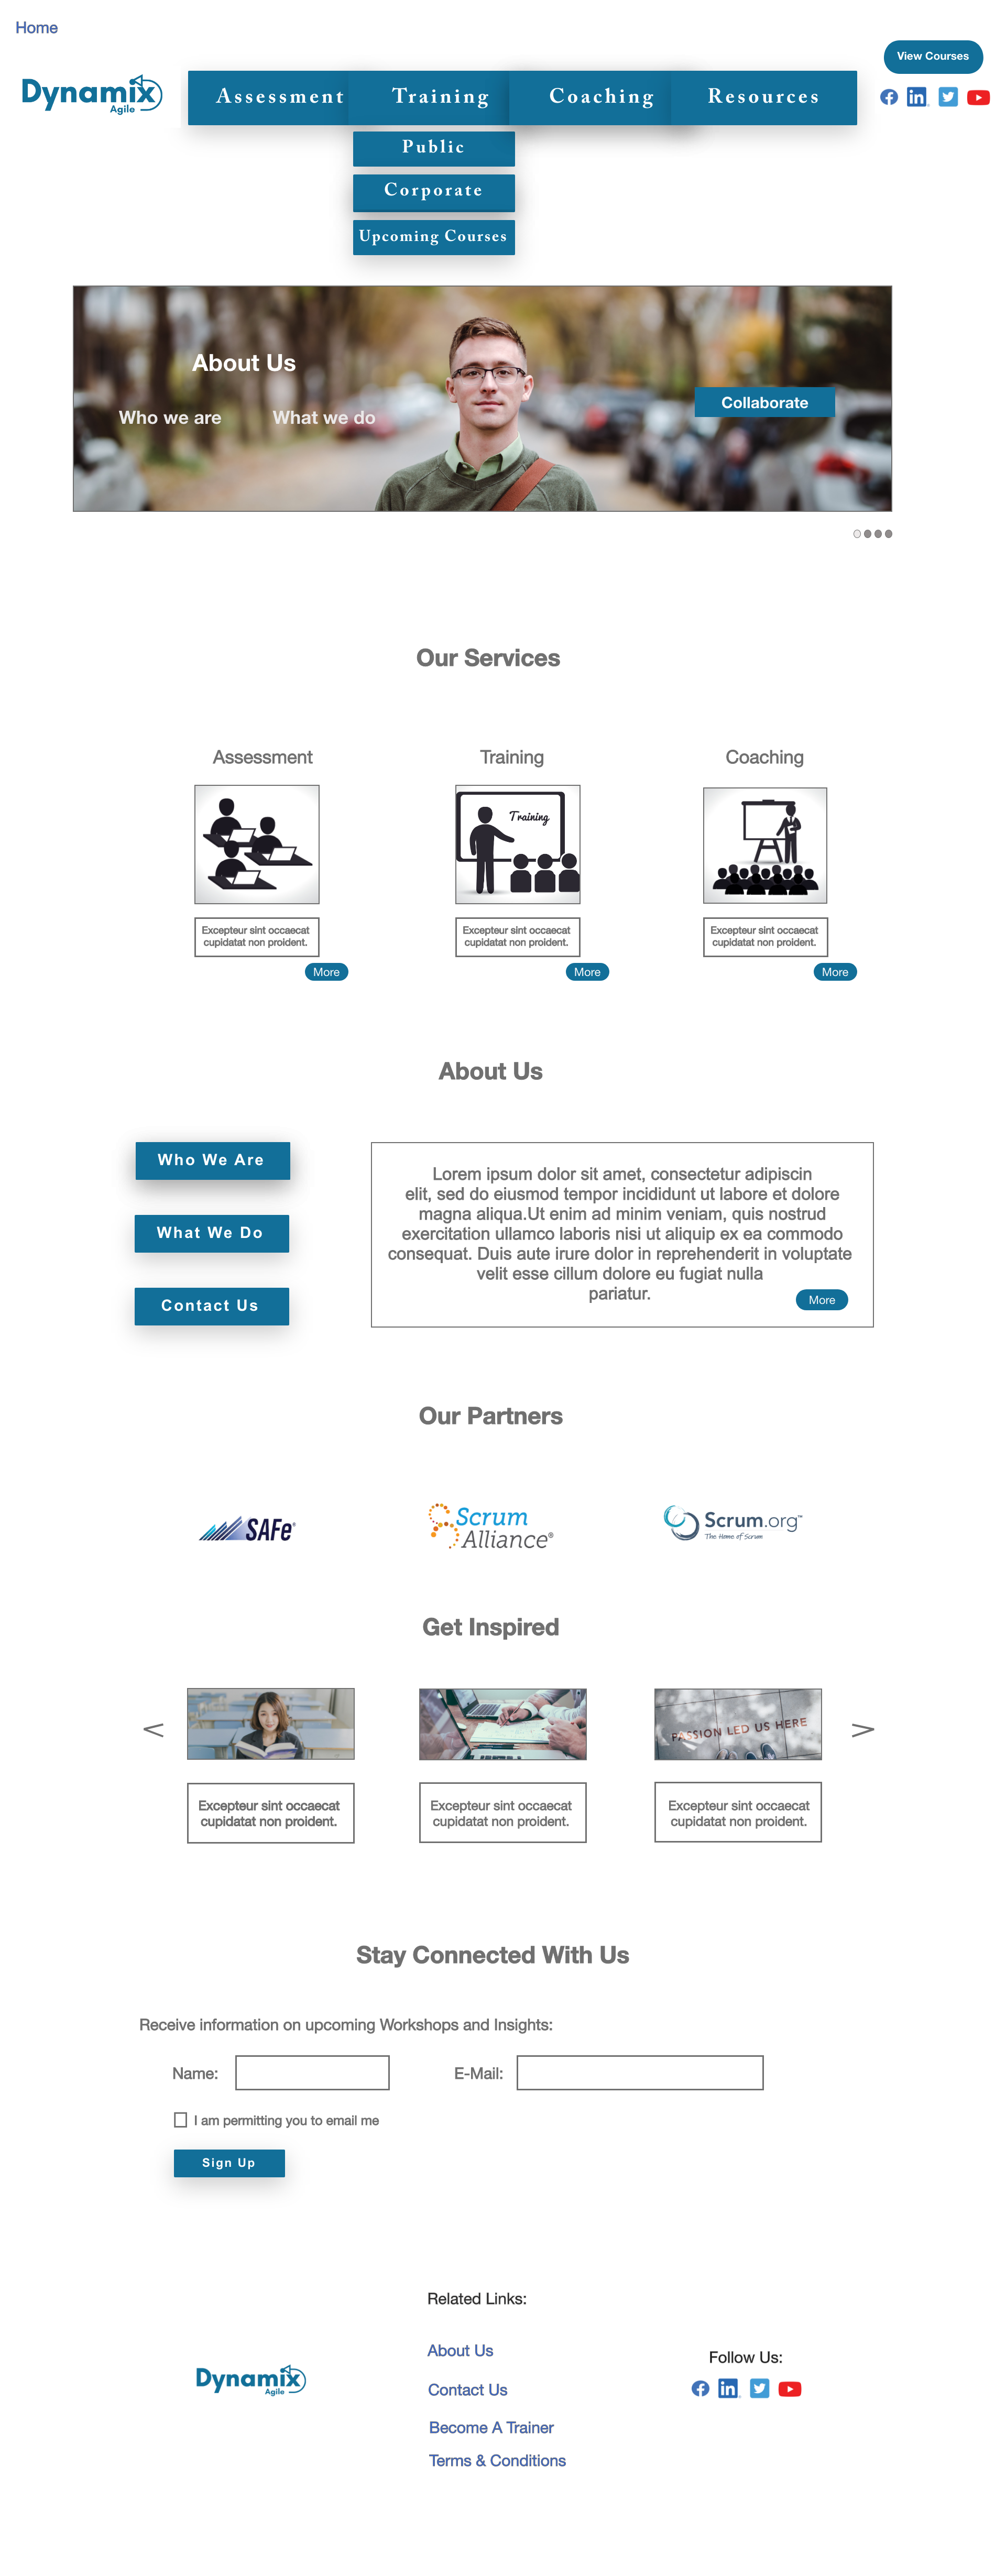 Home
View Courses
Dynamix
Agile
Assessment
Training
Coaching
Resources
Public
Corporate
Upcoming Courses
About Us
Who we are
What we do
Collaborate
Our Services
Assessment
Training
Coaching
Training
Excepteur sint occaecat
cupidatat non proident.
More
Excepteur sint occaecat
cupidatat non proident.
More
Excepteur sint occaecat
cupidatat non proident.
More
About Us
Who We Are
What We Do
Contact Us
Lorem ipsum dolor sit amet, consectetur adipiscin
elit, sed do eiusmod tempor incididunt ut labore et dolore
magna aliqua.Ut enim ad minim veniam, quis nostrud
exercitation ullamco laboris nisi ut aliquip ex ea commodo
consequat. Duis aute irure dolor in reprehenderit in voluptate
velit esse cillum dolore eu fugiat nulla
pariatur.
More
Our Partners
SAFe®
Scrum
Alliance®
Scrum.org™
The Home of Scrum
Get Inspired
<
PASSION LED US HERE
>
Excepteur sint occaecat
cupidatat non proident.
Excepteur sint occaecat
cupidatat non proident.
Excepteur sint occaecat
cupidatat non proident.
Stay Connected With Us
Receive information on upcoming Workshops and Insights:
Name:
E-Mail:
I am permitting you to email me
Sign Up
Related Links:
About Us
Contact Us
Become A Trainer
Terms & Conditions
Dynamix
Agile
Follow Us: